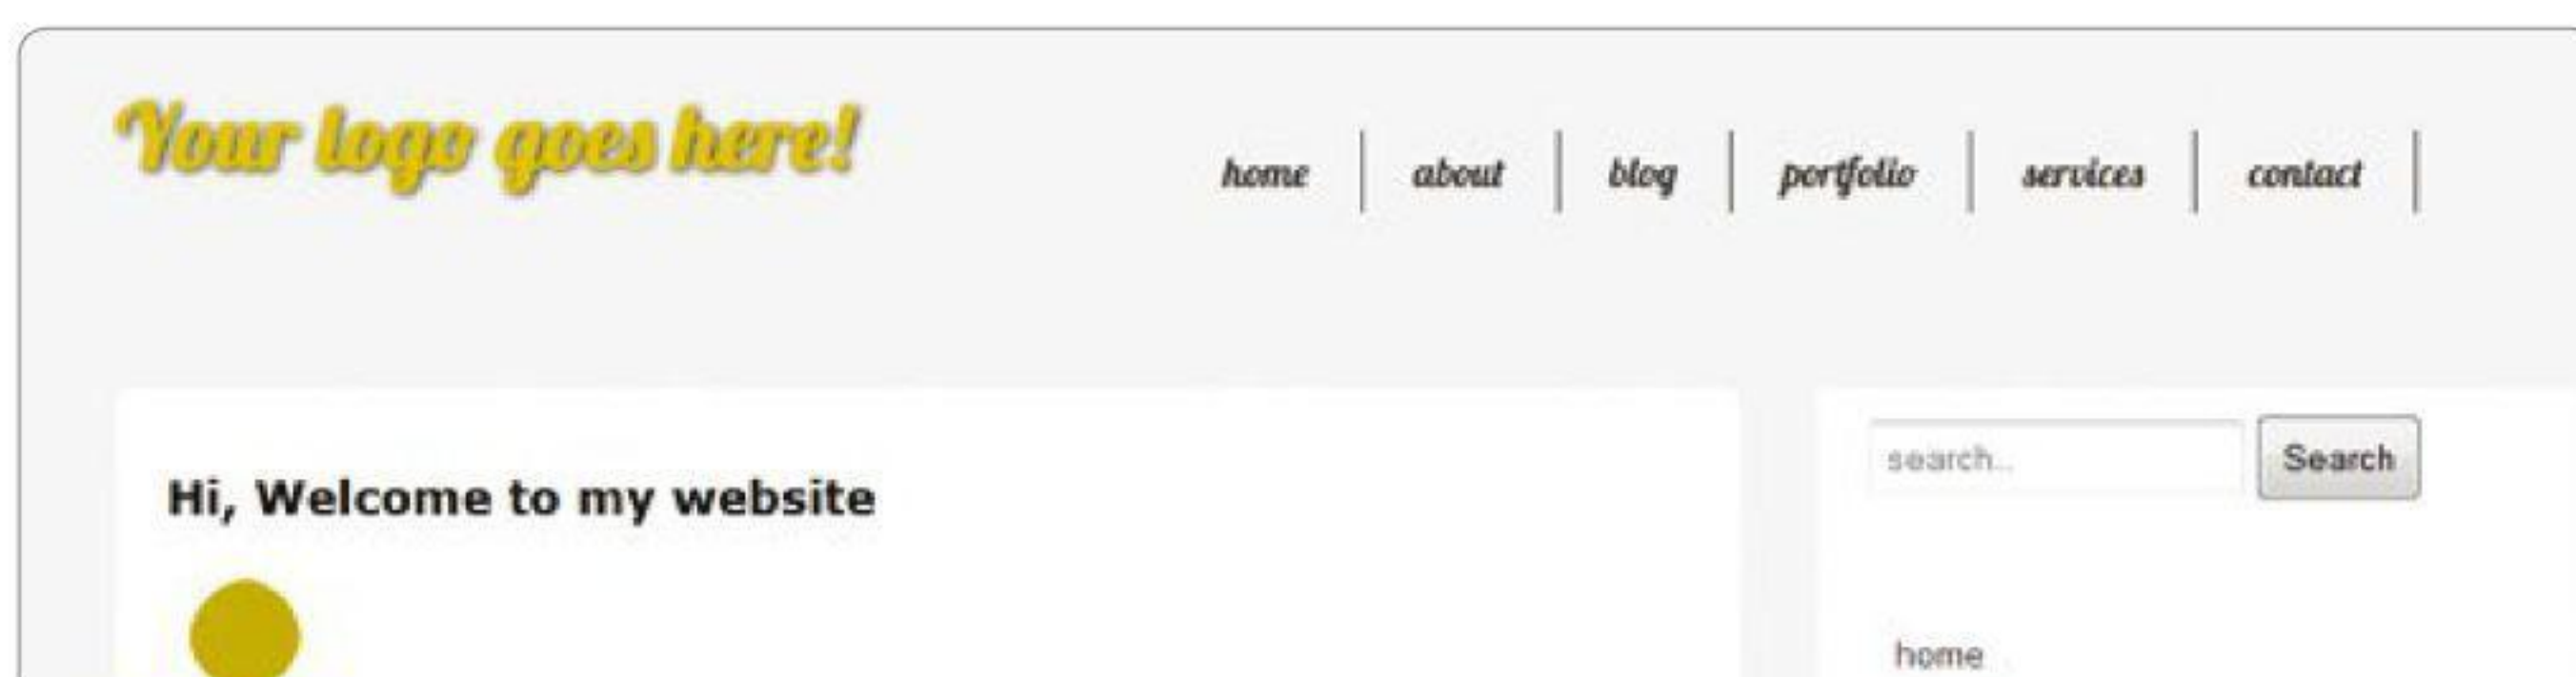 Your logo goes here!
home about blog portfolio services contact
Hi, Welcome to my website
search...
Search
home